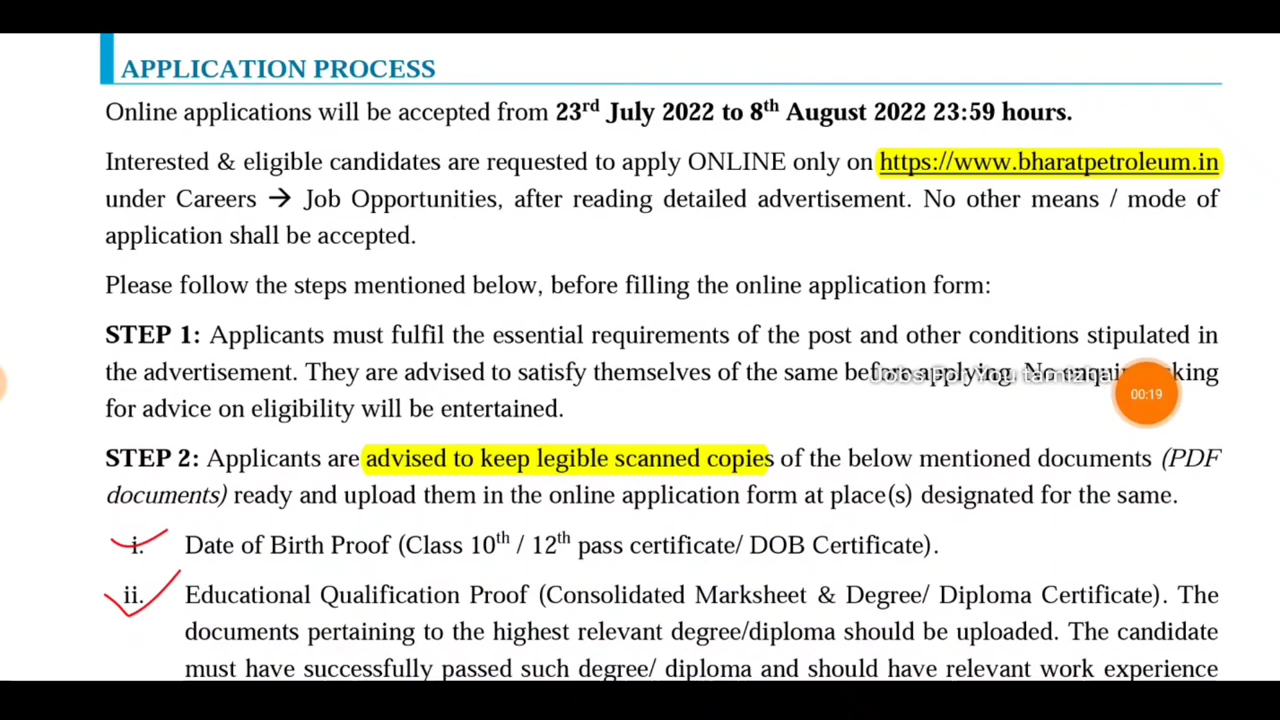 APPLICATION PROCESS
Online applications will be accepted from 23rd July 2022 to 8th August 2022 23:59 hours.
Interested & eligible candidates are requested to apply ONLINE only on https://www.bharatpetroleum.in
under Careers → Job Opportunities, after reading detailed advertisement. No other means / mode of
application shall be accepted.
Please follow the steps mentioned below, before filling the online application form:
STEP 1: Applicants must fulfil the essential requirements of the post and other conditions stipulated in
the advertisement. They are advised to satisfy themselves of the same before applying. No
Jobs For You
00:19
for advice on eligibility will be entertained.
STEP 2: Applicants are advised to keep legible scanned copies of the below mentioned documents (PDF
documents) ready and upload them in the online application form at place(s) designated for the same.
i. Date of Birth Proof (Class 10th / 12th pass certificate/ DOB Certificate).
ii. Educational Qualification Proof (Consolidated Marksheet & Degree/ Diploma Certificate). The
documents pertaining to the highest relevant degree/diploma should be uploaded. The candidate
must have successfully passed such degree/ diploma and should have relevant work experience